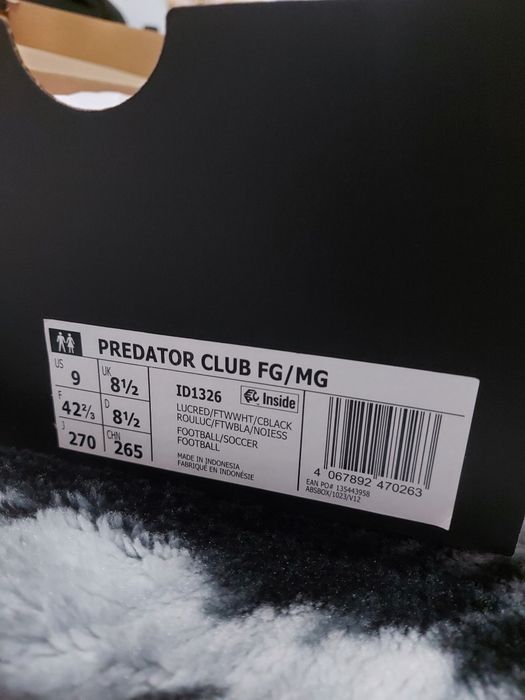 PREDATOR CLUB FG/MG
US 9 UK 8½
F 42⅔ D 8½
J 270 CHN 265
ID1326 Inside
LUCRED/FTWWHT/CBLACK
ROULUC/FTWBLA/NOIESS
FOOTBALL/SOCCER
FOOTBALL
MADE IN INDONESIA
FABRIQUÉ EN INDONÉSIE
4 067892 470263
EAN PO# 135443958
ABSBOX/1023/V12